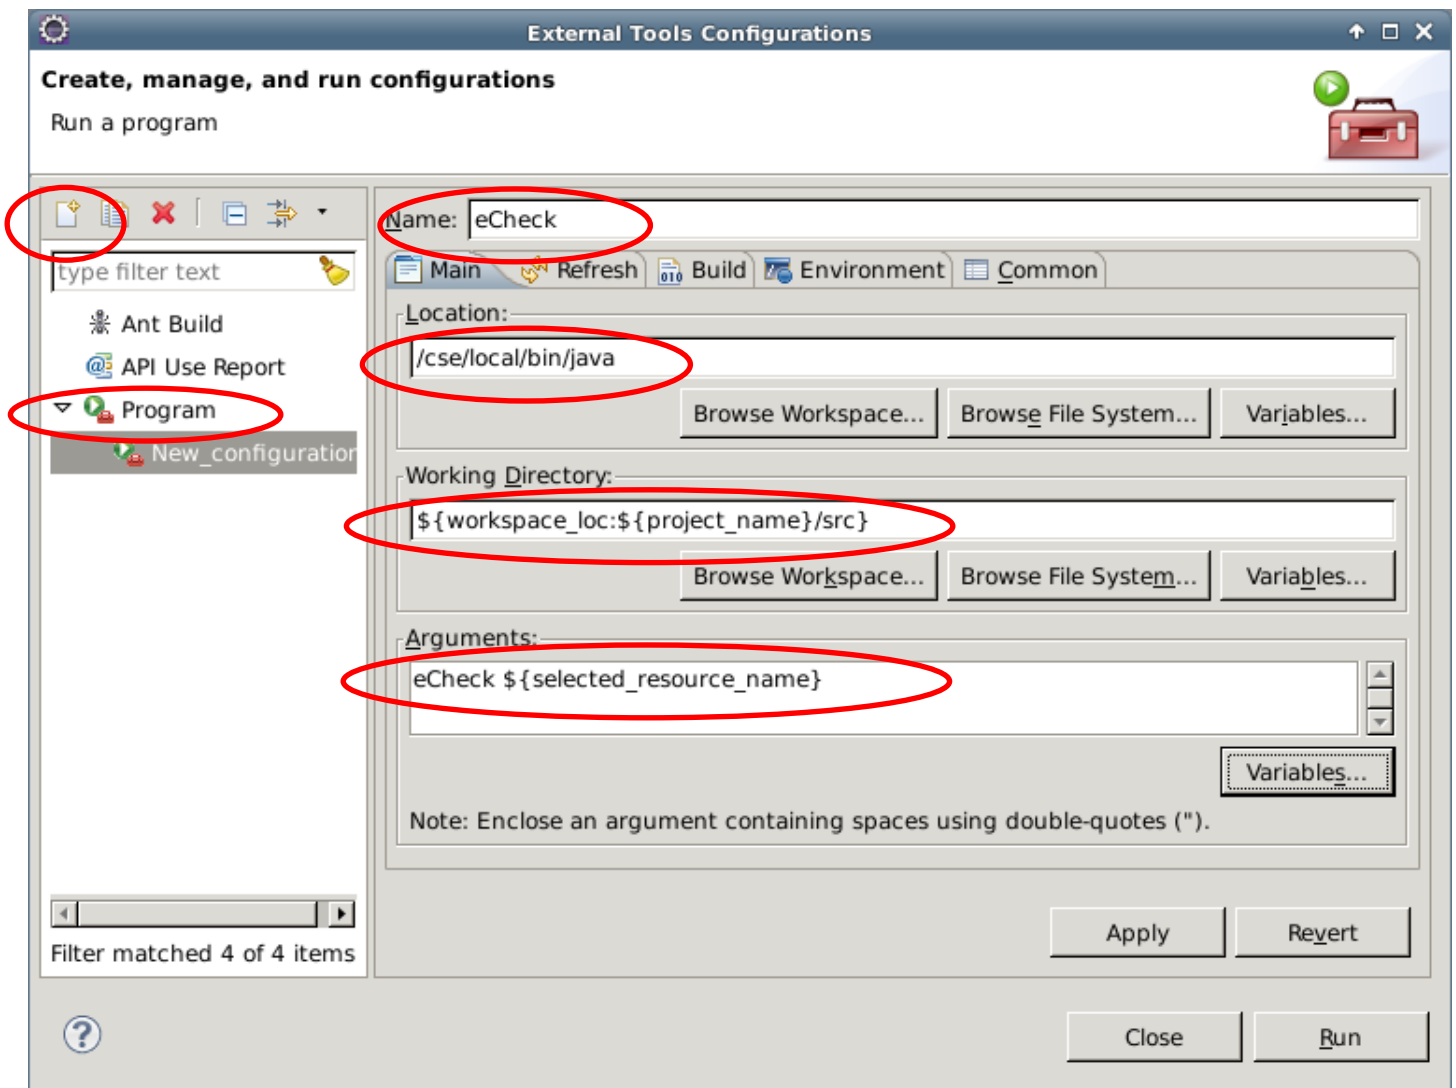 External Tools Configurations
Create, manage, and run configurations
Run a program
Name: eCheck
type filter text
Main Refresh Build Environment Common
Ant Build
API Use Report
Program
New_configuration
Location:
/cse/local/bin/java
Browse Workspace... Browse File System... Variables...
Working Directory:
${workspace_loc:${project_name}/src}
Browse Workspace... Browse File System... Variables...
Arguments:
eCheck ${selected_resource_name}
Variables...
Note: Enclose an argument containing spaces using double-quotes (").
Filter matched 4 of 4 items
Apply Revert
Close Run